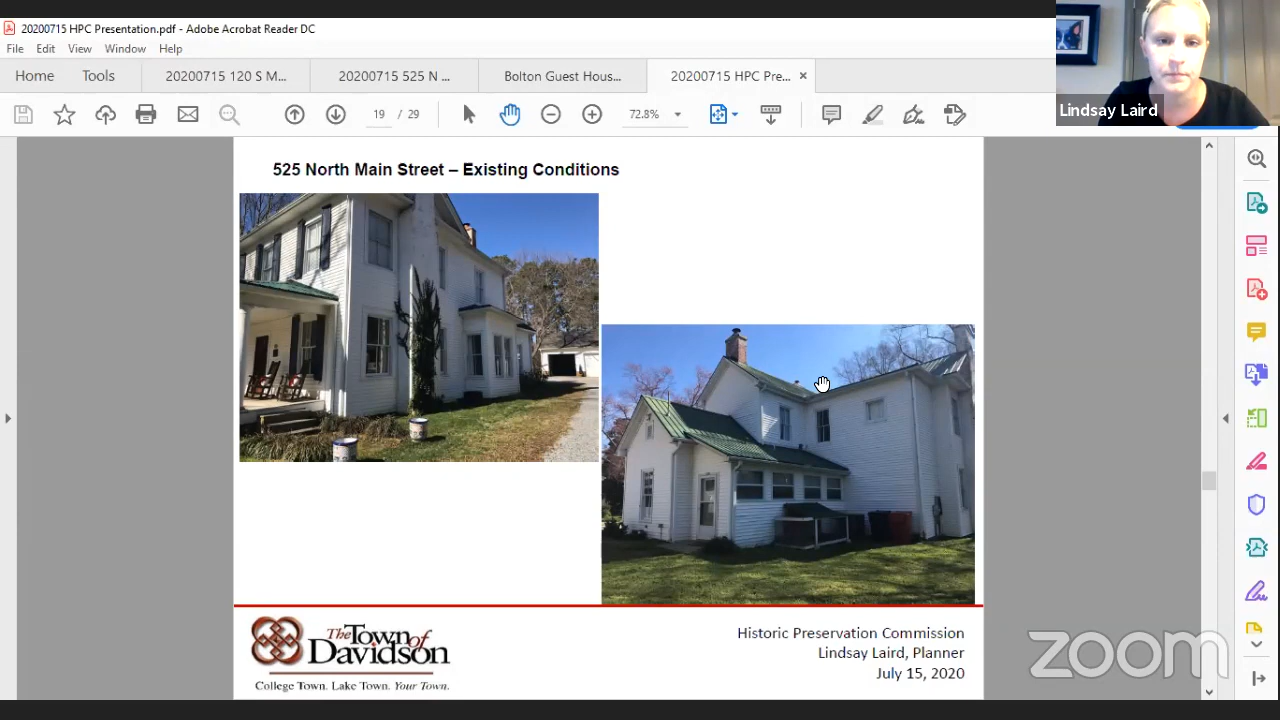 20200715 HPC Presentation.pdf - Adobe Acrobat Reader DC
File Edit View Window Help
Home Tools 20200715 120 S M... 20200715 525 N ... Bolton Guest Hous... 20200715 HPC Pre... ×
19 / 29 72.8%
Lindsay Laird
525 North Main Street – Existing Conditions
The Town of
Davidson
College Town. Lake Town. Your Town.
Historic Preservation Commission
Lindsay Laird, Planner
July 15, 2020
zoom